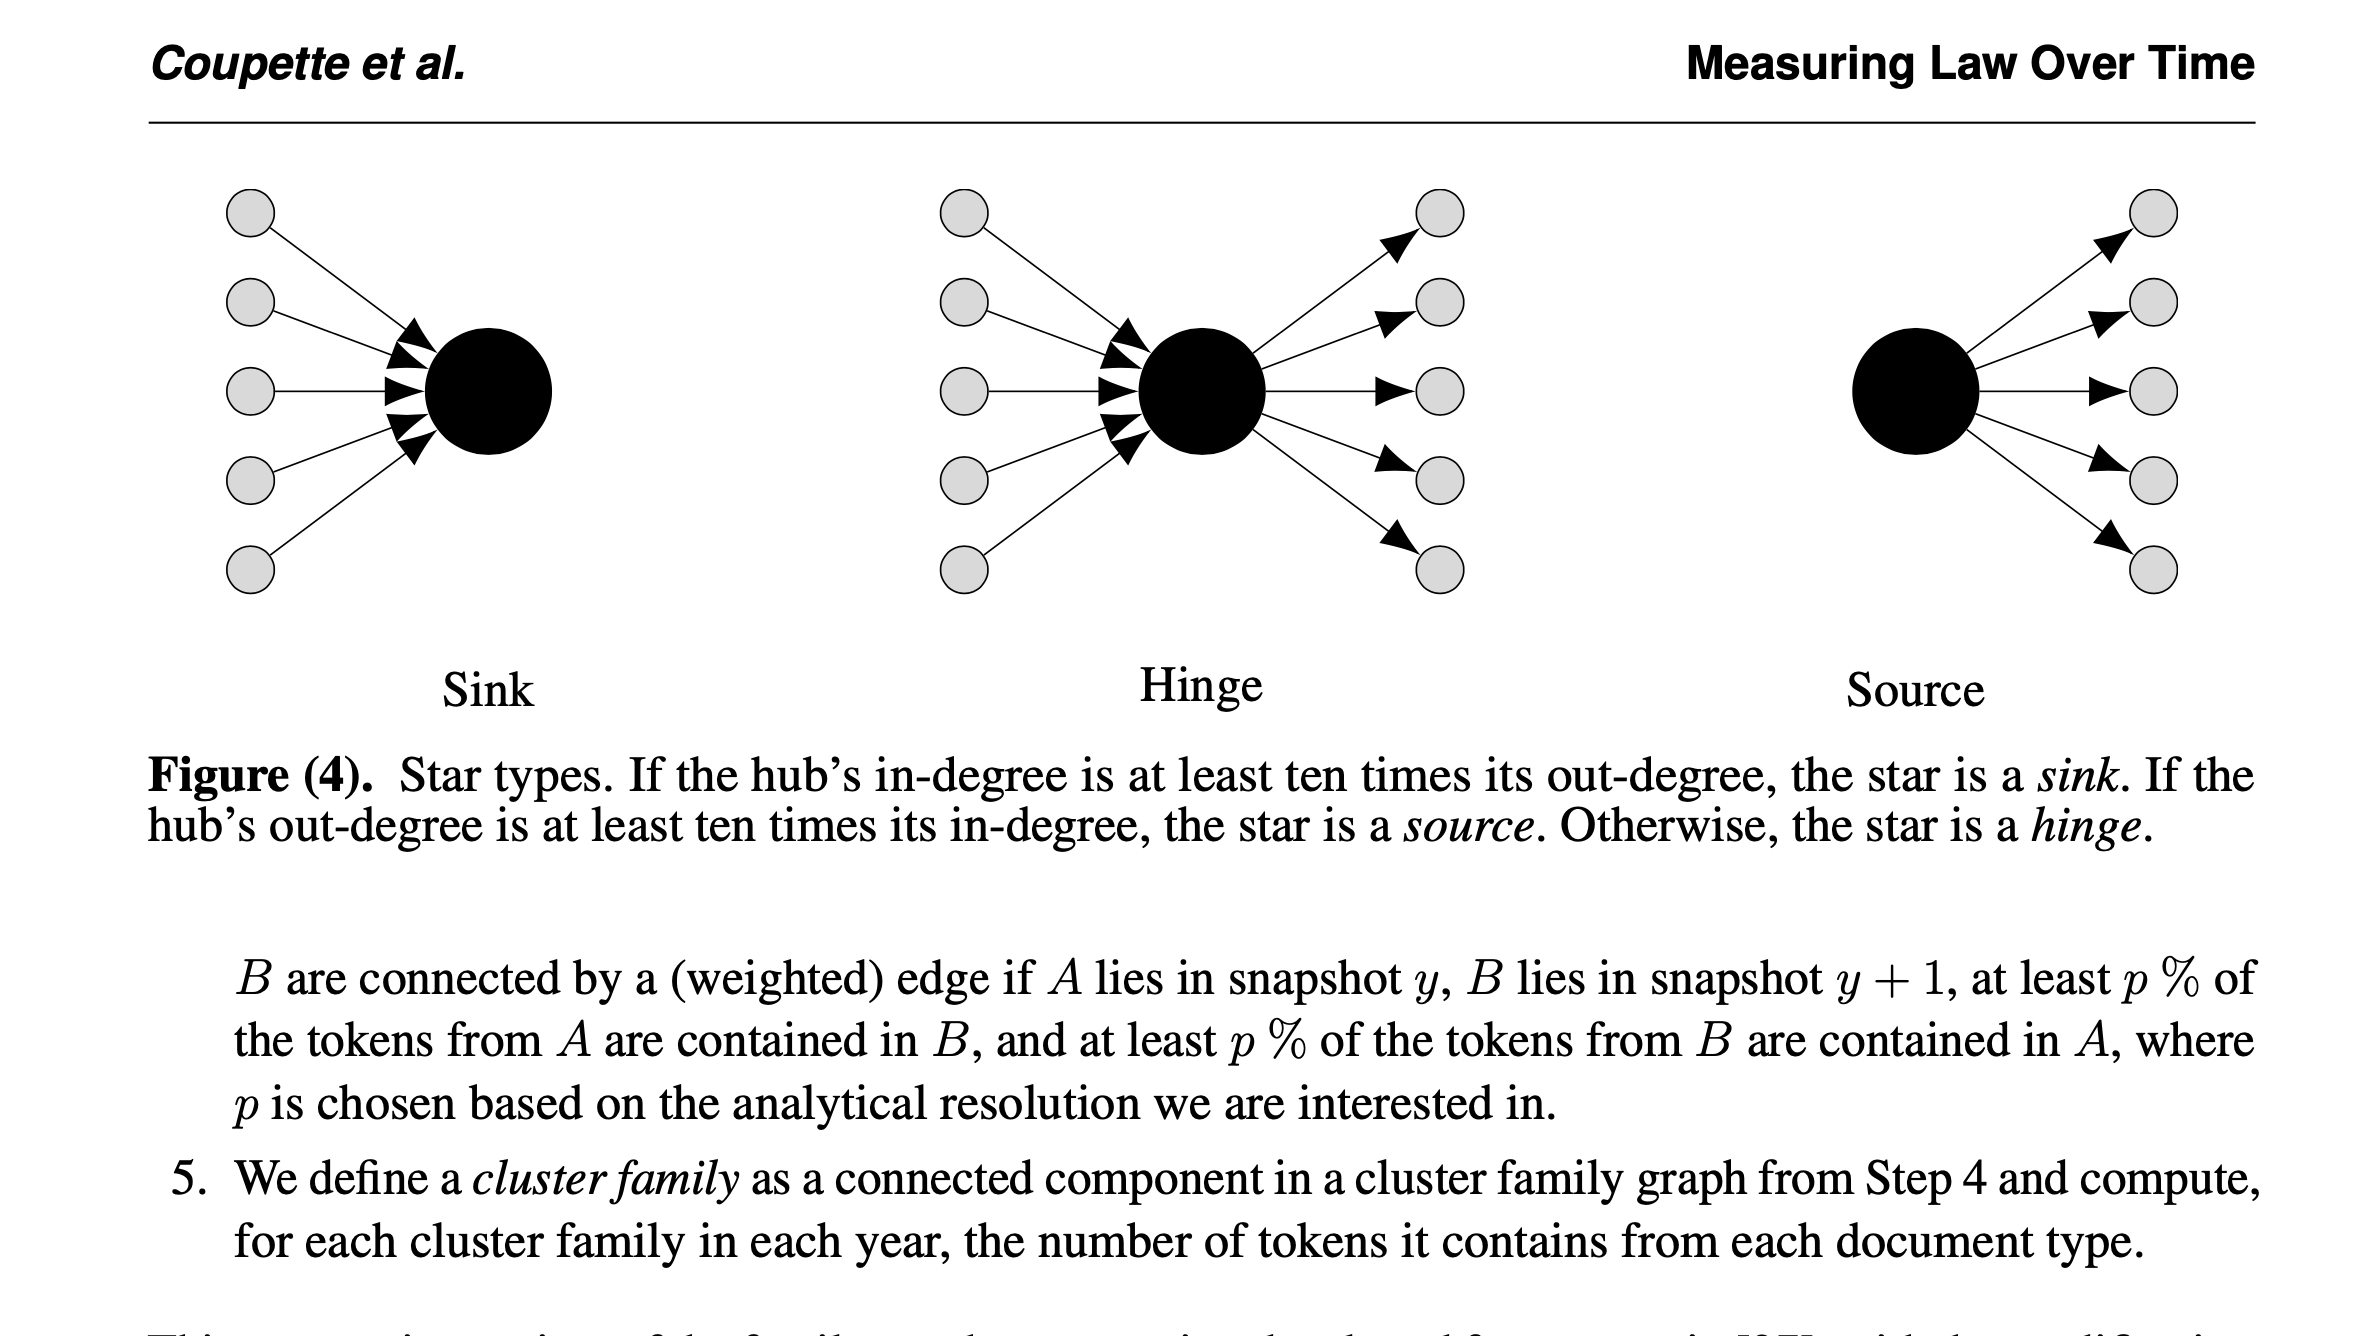 Coupette et al.
Measuring Law Over Time
Sink
Hinge
Source
Figure (4). Star types. If the hub’s in-degree is at least ten times its out-degree, the star is a sink. If the
hub’s out-degree is at least ten times its in-degree, the star is a source. Otherwise, the star is a hinge.
B are connected by a (weighted) edge if A lies in snapshot y, B lies in snapshot y + 1, at least p % of
the tokens from A are contained in B, and at least p % of the tokens from B are contained in A, where
p is chosen based on the analytical resolution we are interested in.
5. We define a cluster family as a connected component in a cluster family graph from Step 4 and compute,
for each cluster family in each year, the number of tokens it contains from each document type.